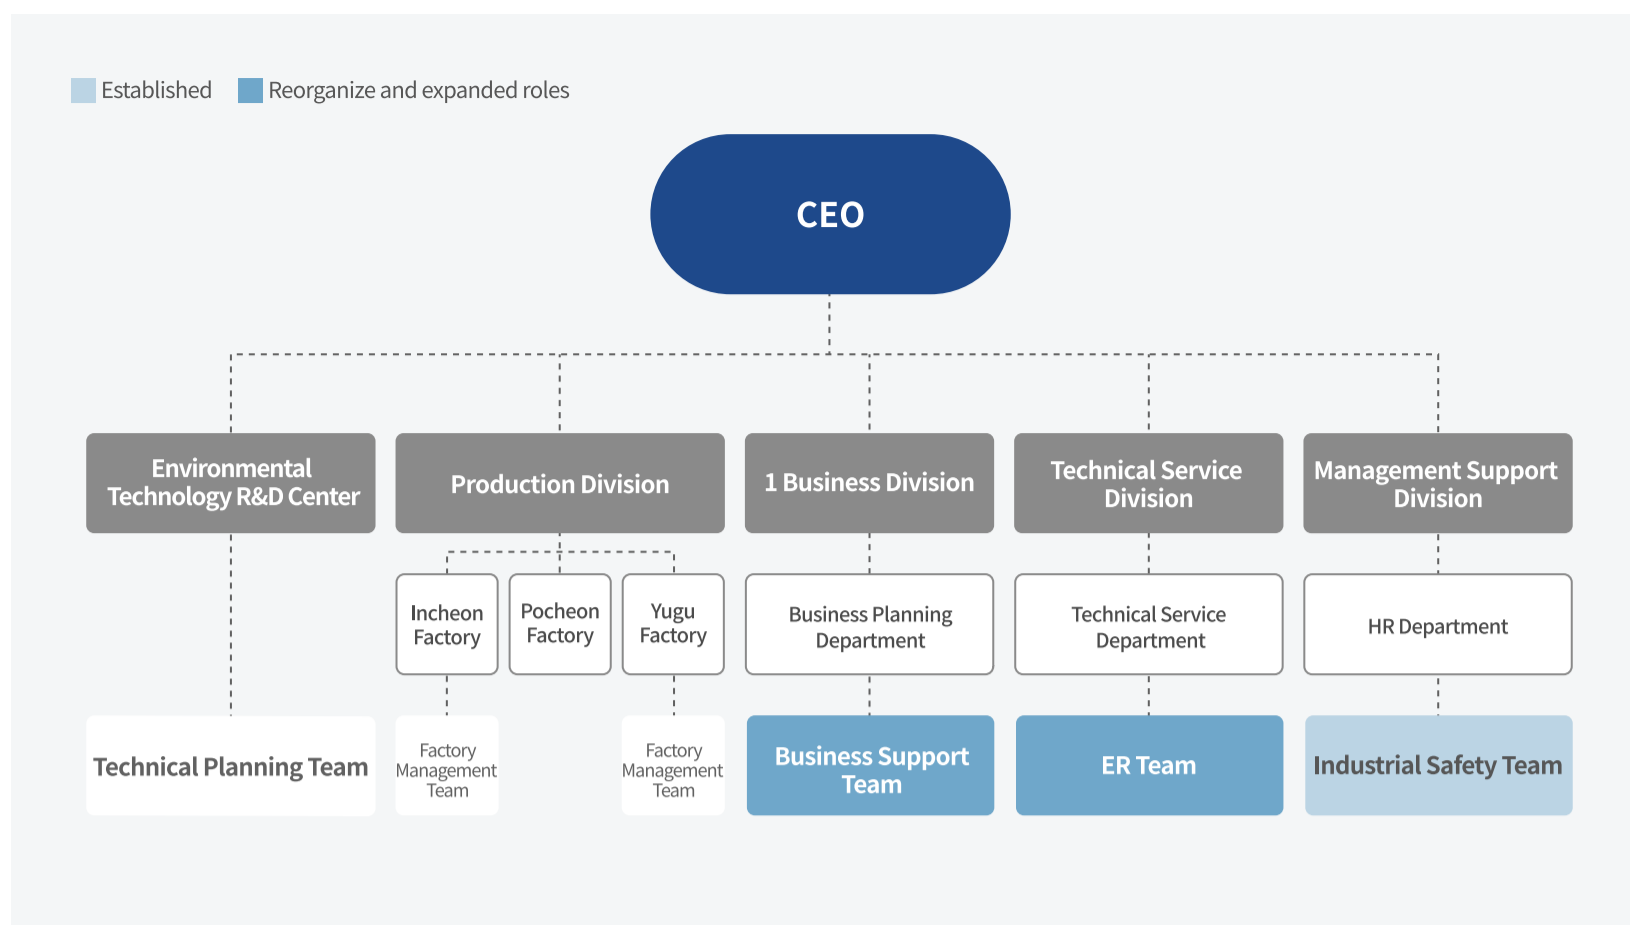 Established
Reorganize and expanded roles
CEO
Environmental
Technology R&D Center
Production Division
1 Business Division
Technical Service
Division
Management Support
Division
Incheon
Factory
Pocheon
Factory
Yugu
Factory
Business Planning
Department
Technical Service
Department
HR Department
Technical Planning Team
Factory
Management
Team
Factory
Management
Team
Business Support
Team
ER Team
Industrial Safety Team